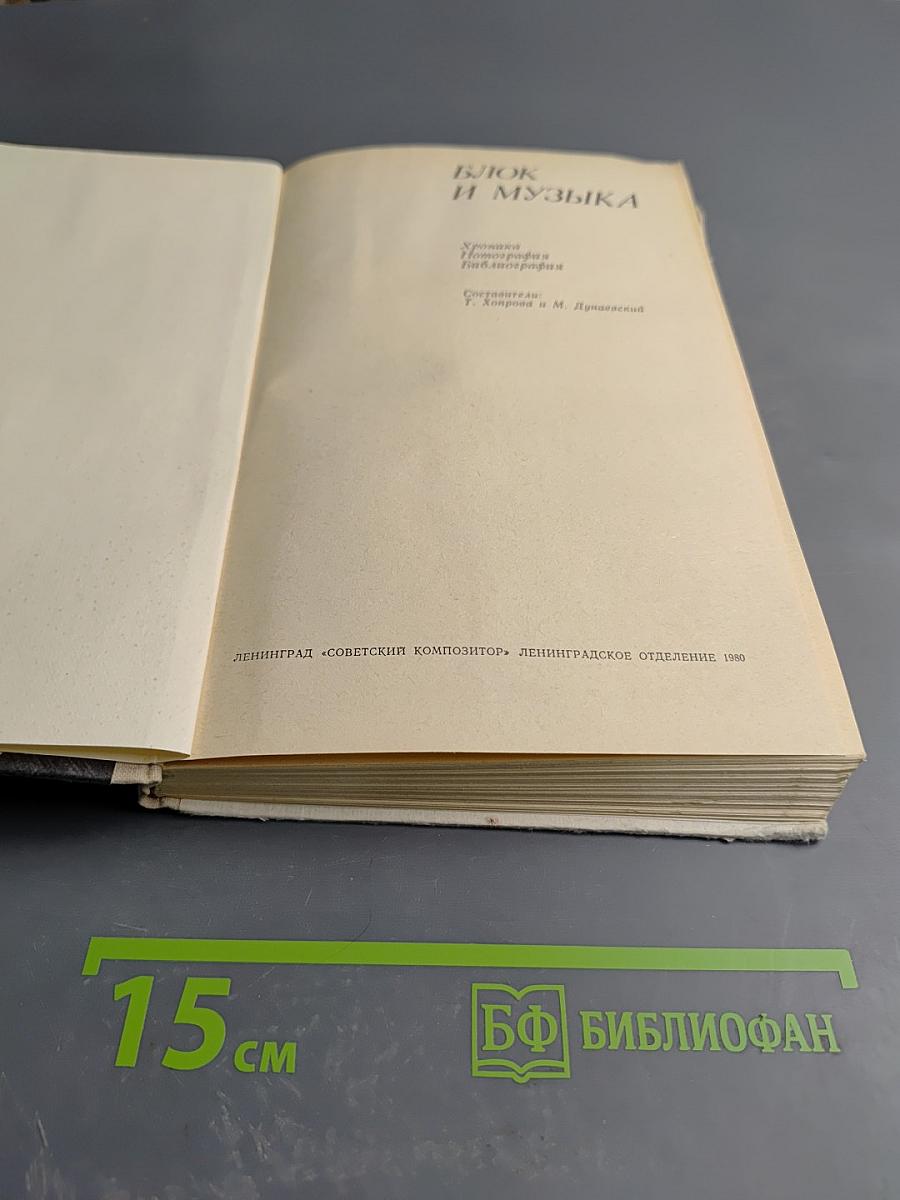 БЛОК
И МУЗЫКА
Хроника
Нотография
Библиография
Составители:
Т. Хопрова и М. Дунаевский
ЛЕНИНГРАД «СОВЕТСКИЙ КОМПОЗИТОР» ЛЕНИНГРАДСКОЕ ОТДЕЛЕНИЕ 1980
15 см
БФ БИБЛИОФАН